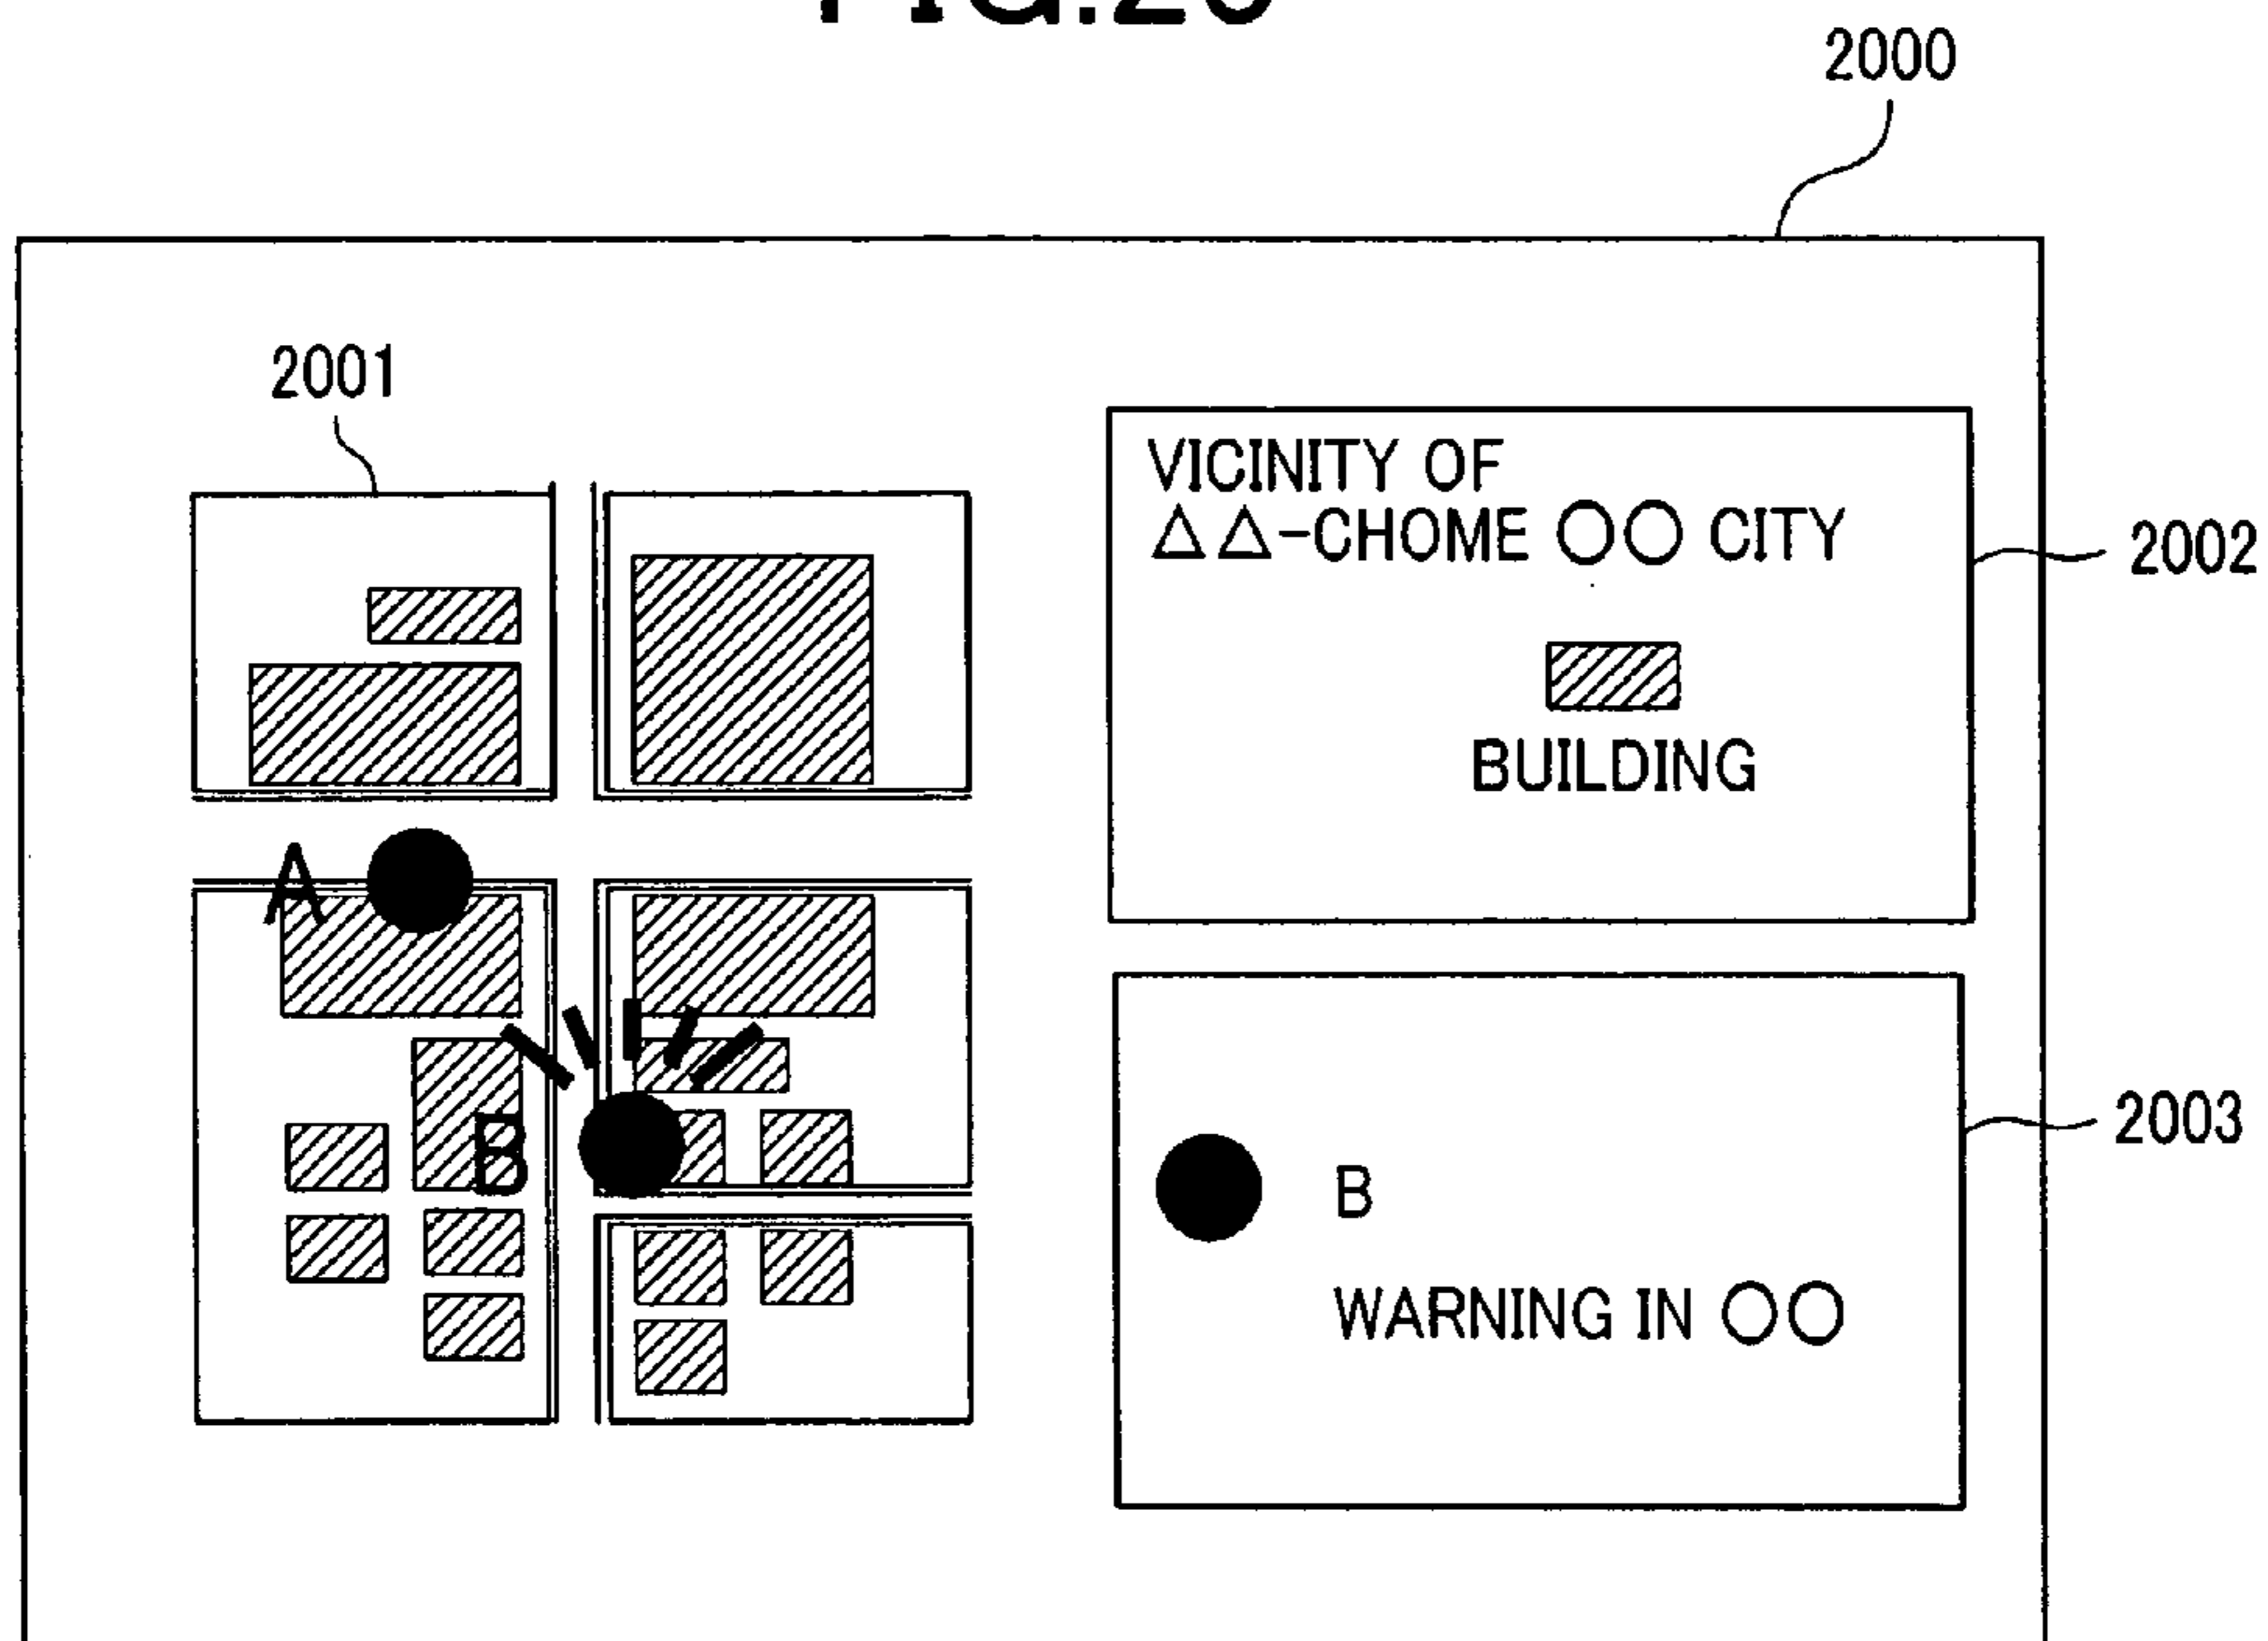 2000
2001
VICINITY OF
△△-CHOME ○○ CITY
2002
BUILDING
A
B
2003
B
WARNING IN ○○